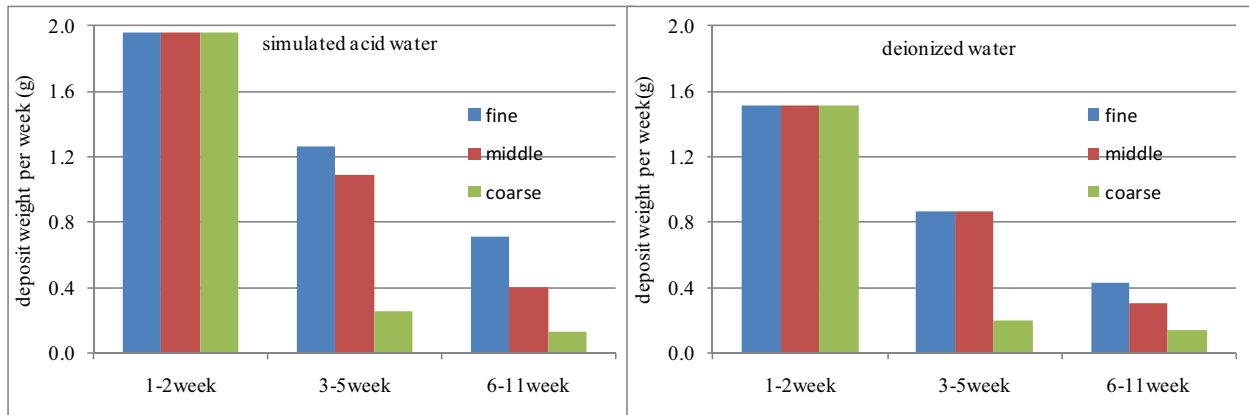 simulated acid water
deposit weight per week (g)
2.0
1.6
1.2
0.8
0.4
0.0
fine
middle
coarse
1-2week
3-5week
6-11week
deionized water
deposit weight per week(g)
2.0
1.6
1.2
0.8
0.4
0.0
fine
middle
coarse
1-2week
3-5week
6-11week